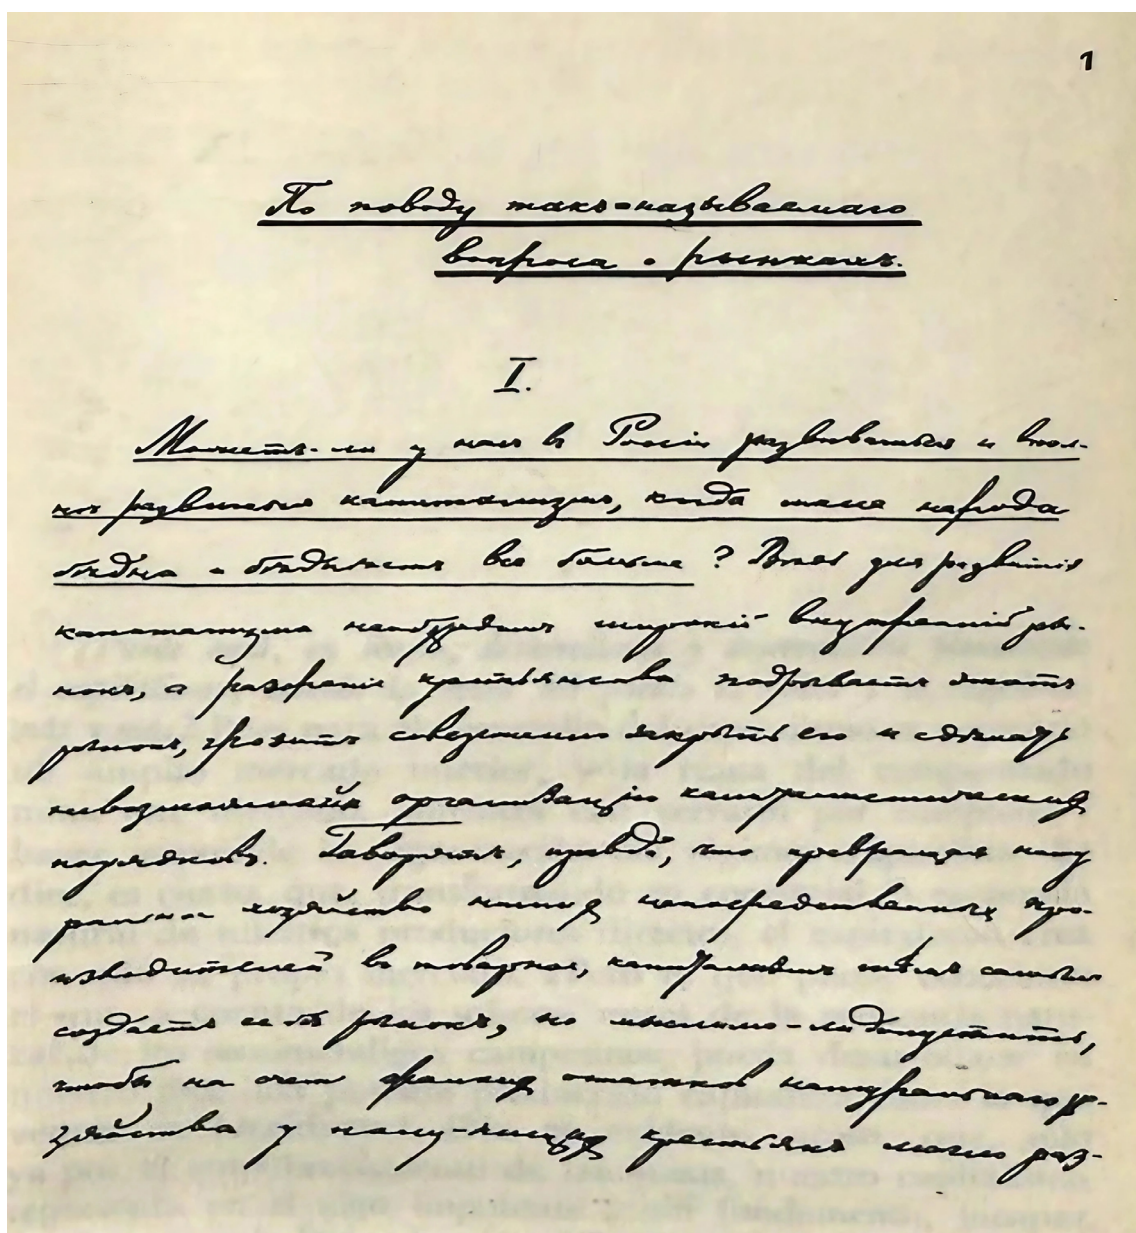 1
По поводу такъ-называемаго
вопроса о рынкахъ.
I.
Можетъ-ли у насъ въ Россіи развиваться и впол-
нѣ развиться капитализмъ, когда масса народа
бѣдна и бѣднѣетъ все больше? Вѣдь для развитія
капитализма необходимъ широкій внутренній ры-
нокъ, а разореніе крестьянства подрываетъ этотъ
рынокъ, грозитъ совершенно закрыть его и сдѣлать
невозможной организацію капиталистическихъ
порядковъ. Говорятъ, правда, что, превращая нату
ральное хозяйство нашихъ непосредственныхъ про-
изводителей въ товарное, капитализмъ тѣмъ самымъ
создаетъ себѣ рынокъ, но мыслимо-ли допустить,
чтобы на счетъ жалкихъ остатковъ натуральнаго хо-
зяйства у полу-нищихъ крестьянъ могло раз-